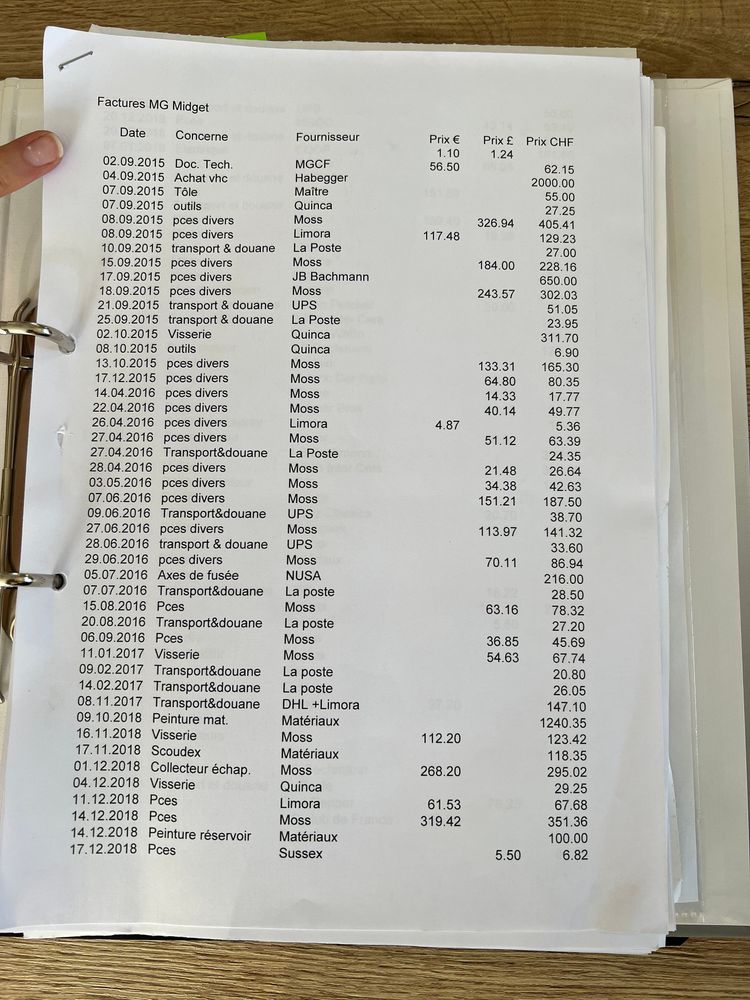 Factures MG Midget
Date Concerne Fournisseur Prix € Prix £ Prix CHF
1.10 1.24
02.09.2015 Doc. Tech. MGCF 56.50 62.15
04.09.2015 Achat vhc Habegger 2000.00
07.09.2015 Tôle Maître 55.00
07.09.2015 outils Quinca 27.25
08.09.2015 pces divers Moss 326.94 405.41
08.09.2015 pces divers Limora 117.48 129.23
10.09.2015 transport & douane La Poste 27.00
15.09.2015 pces divers Moss 184.00 228.16
17.09.2015 pces divers JB Bachmann 650.00
18.09.2015 pces divers Moss 243.57 302.03
21.09.2015 transport & douane UPS 51.05
25.09.2015 transport & douane La Poste 23.95
02.10.2015 Visserie Quinca 311.70
08.10.2015 outils Quinca 6.90
13.10.2015 pces divers Moss 133.31 165.30
17.12.2015 pces divers Moss 64.80 80.35
14.04.2016 pces divers Moss 14.33 17.77
22.04.2016 pces divers Moss 40.14 49.77
26.04.2016 pces divers Limora 4.87 5.36
27.04.2016 pces divers Moss 51.12 63.39
27.04.2016 Transport&douane La Poste 24.35
28.04.2016 pces divers Moss 21.48 26.64
03.05.2016 pces divers Moss 34.38 42.63
07.06.2016 pces divers Moss 151.21 187.50
09.06.2016 Transport&douane UPS 38.70
27.06.2016 pces divers Moss 113.97 141.32
28.06.2016 transport & douane UPS 33.60
29.06.2016 pces divers Moss 70.11 86.94
05.07.2016 Axes de fusée NUSA 216.00
07.07.2016 Transport&douane La poste 28.50
15.08.2016 Pces Moss 63.16 78.32
20.08.2016 Transport&douane La poste 27.20
06.09.2016 Pces Moss 36.85 45.69
11.01.2017 Visserie Moss 54.63 67.74
09.02.2017 Transport&douane La poste 20.80
14.02.2017 Transport&douane La poste 26.05
08.11.2017 Transport&douane DHL +Limora 147.10
09.10.2018 Peinture mat. Matériaux 1240.35
16.11.2018 Visserie Moss 112.20 123.42
17.11.2018 Scoudex Matériaux 118.35
01.12.2018 Collecteur échap. Moss 268.20 295.02
04.12.2018 Visserie Quinca 29.25
11.12.2018 Pces Limora 61.53 67.68
14.12.2018 Pces Moss 319.42 351.36
14.12.2018 Peinture réservoir Matériaux 100.00
17.12.2018 Pces Sussex 5.50 6.82